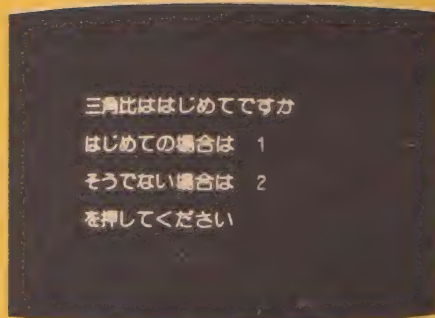 三角比ははじめてですか
はじめての場合は 1
そうでない場合は 2
を押してください